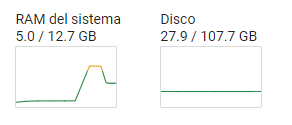 RAM del sistema
5.0 / 12.7 GB
Disco
27.9 / 107.7 GB